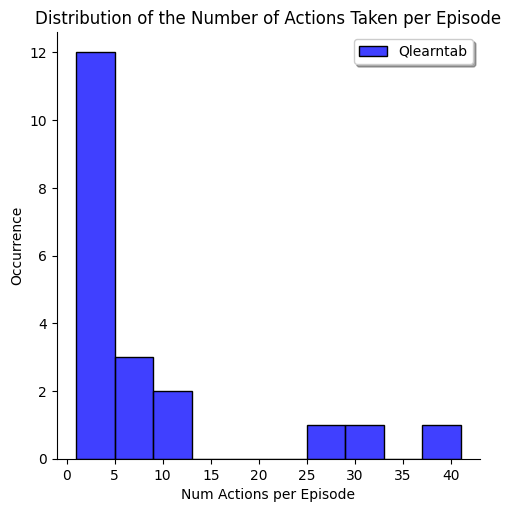 Distribution of the Number of Actions Taken per Episode
Qlearntab
12
10
8
6
4
2
0
Occurrence
0 5 10 15 20 25 30 35 40
Num Actions per Episode